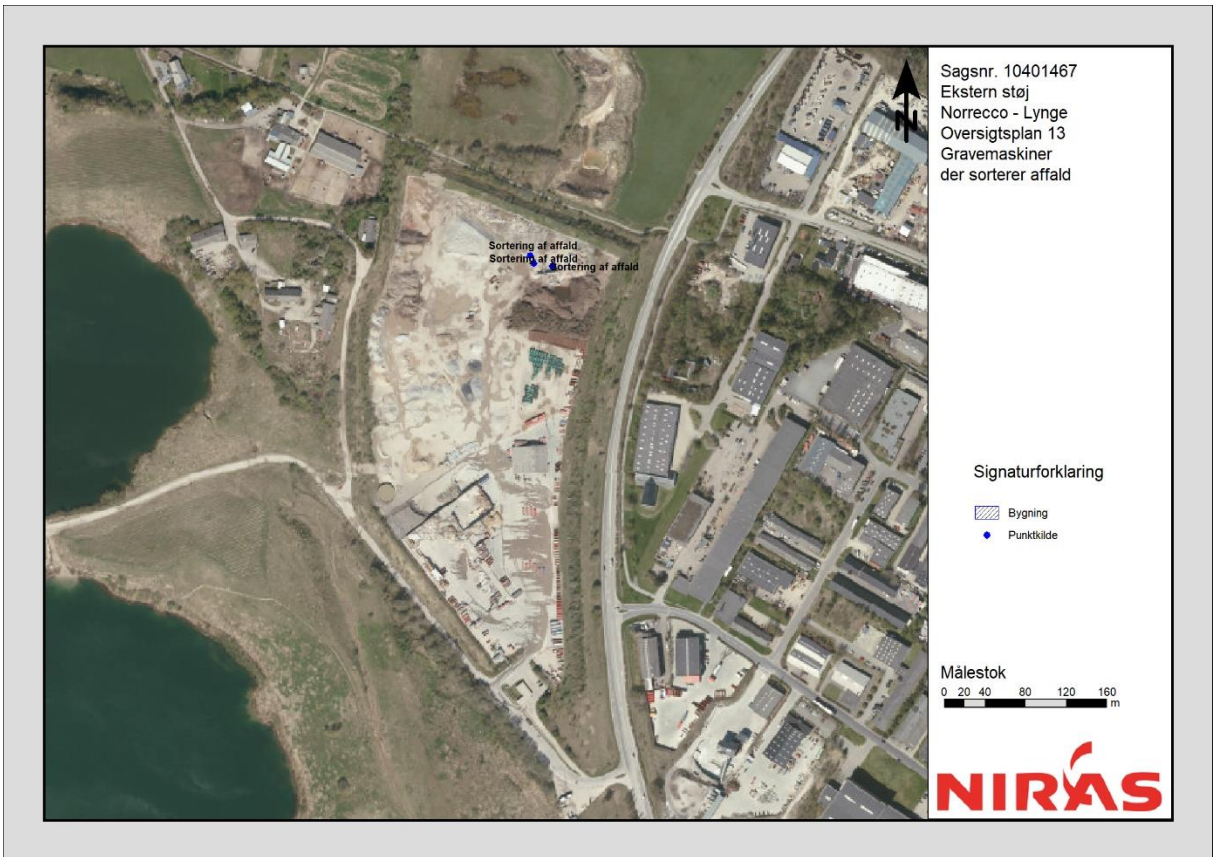 Sagsnr. 10401467
Ekstern støj
Norrecco - Lynge
Oversigtsplan 13
Gravemaskiner
der sorterer affald
N
Sortering af affald
Sortering af affald
Sortering af affald
Signaturforklaring
Bygning
Punktkilde
Målestok
0 20 40 80 120 160
m
NIRAS